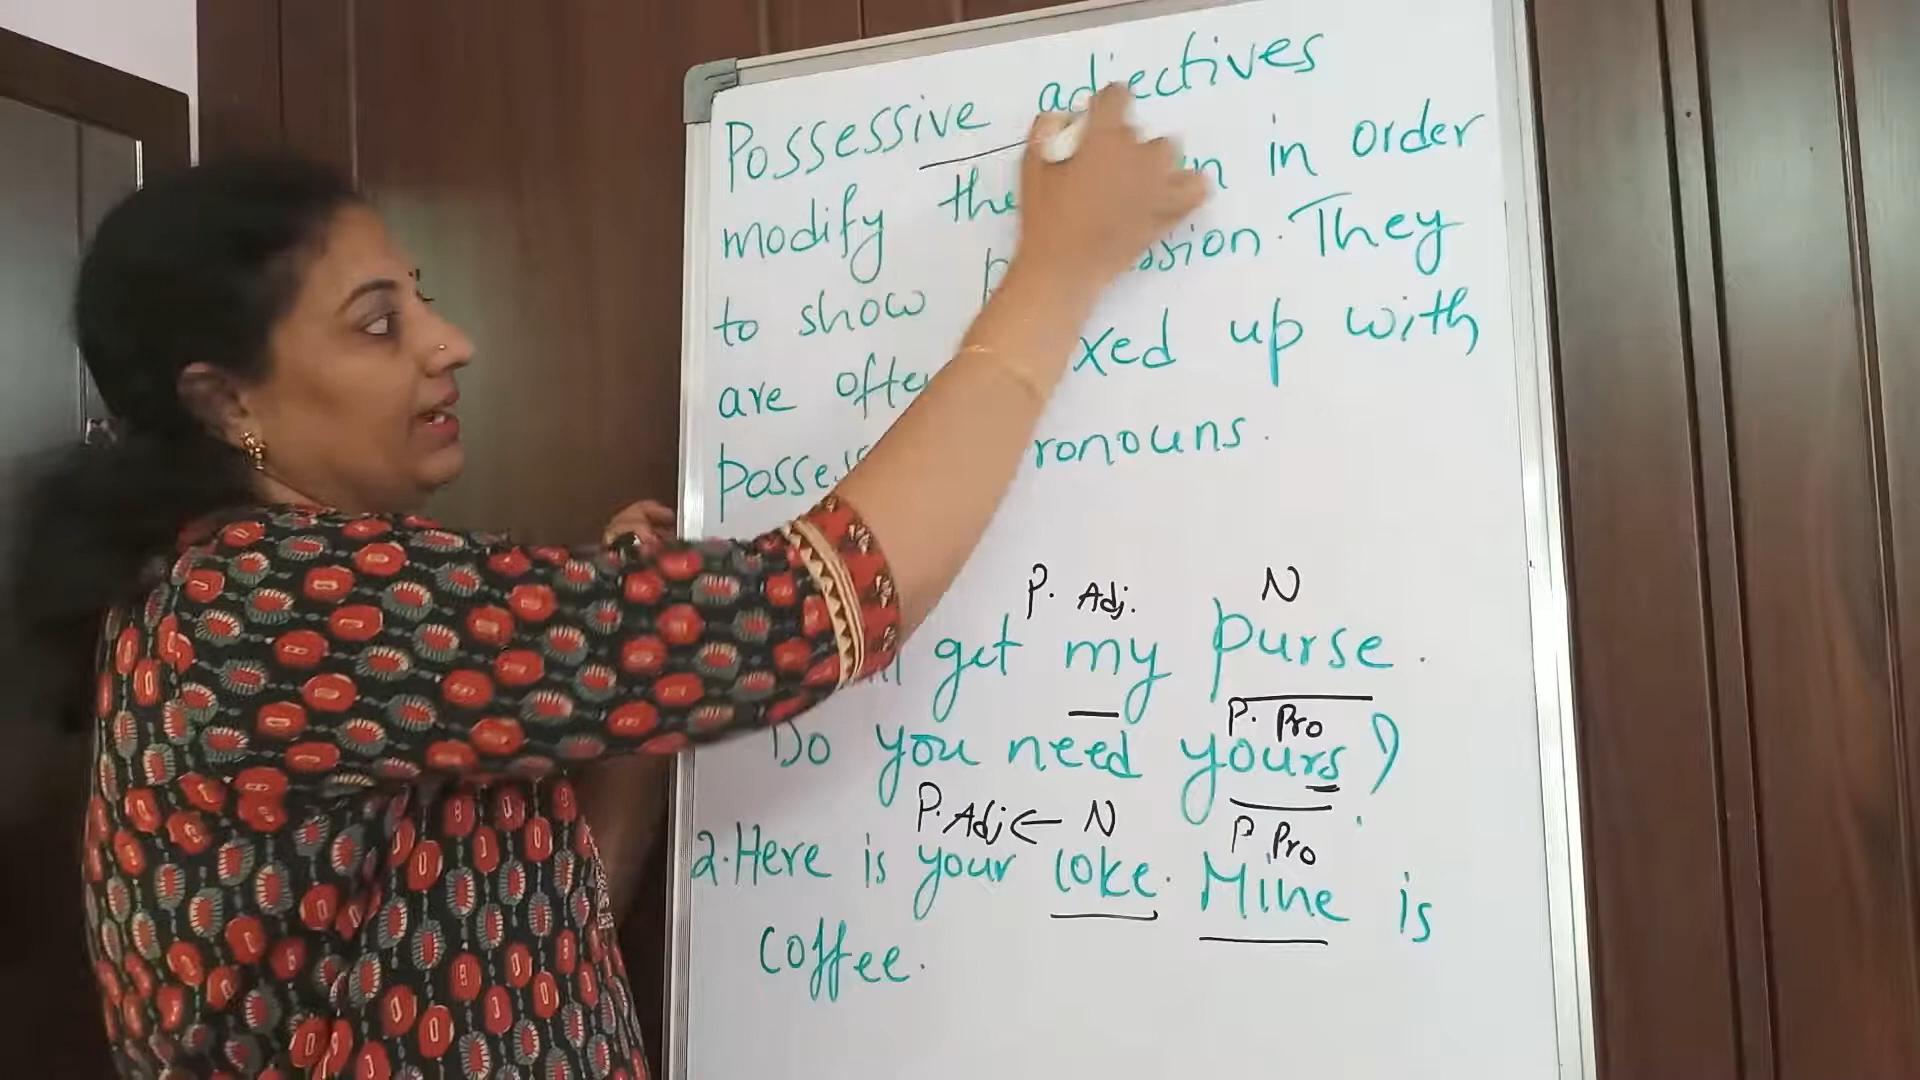 Possessive adjectives
modify the in order
to show They
are often xed up with
ronouns.
P. Adj. N
get my purse.
P. Pro
Do you need yours?
P. Adj ← N P Pro
2. Here is your Coke. Mine is
coffee.